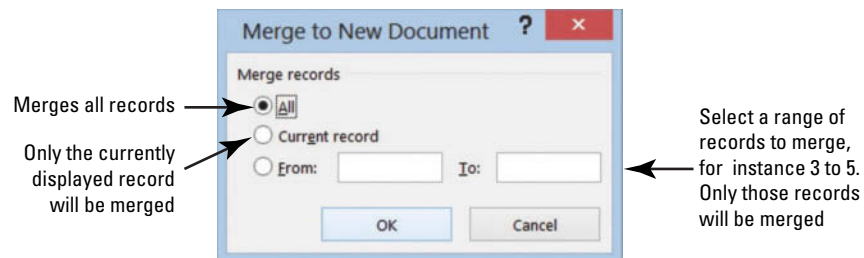 Merge to New Document ? ×
Merge records
Merges all records
All
Current record
Only the currently
displayed record
will be merged
From: To:
Select a range of
records to merge,
for instance 3 to 5.
Only those records
will be merged
OK Cancel